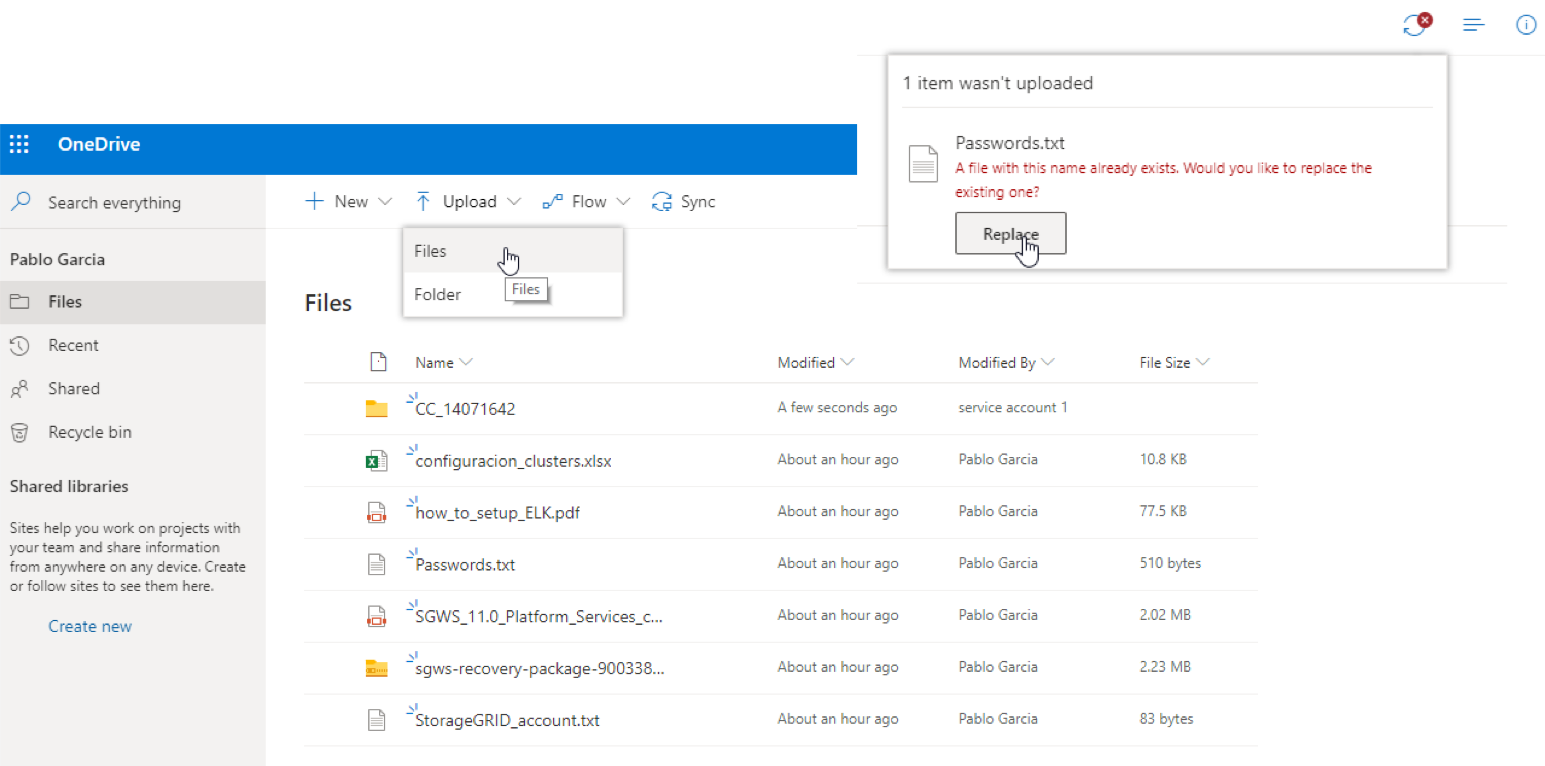 1 item wasn't uploaded
Passwords.txt
A file with this name already exists. Would you like to replace the
existing one?
Replace
OneDrive
Search everything
New
Upload
Flow
Sync
Files
Folder
Files
Pablo Garcia
Files
Recent
Shared
Recycle bin
Shared libraries
Sites help you work on projects with
your team and share information
from anywhere on any device. Create
or follow sites to see them here.
Create new
Files
Name Modified Modified By File Size
CC_14071642 A few seconds ago service account 1
configuracion_clusters.xlsx About an hour ago Pablo Garcia 10.8 KB
how_to_setup_ELK.pdf About an hour ago Pablo Garcia 77.5 KB
Passwords.txt About an hour ago Pablo Garcia 510 bytes
SGWS_11.0_Platform_Services_c... About an hour ago Pablo Garcia 2.02 MB
sgws-recovery-package-900338... About an hour ago Pablo Garcia 2.23 MB
StorageGRID_account.txt About an hour ago Pablo Garcia 83 bytes